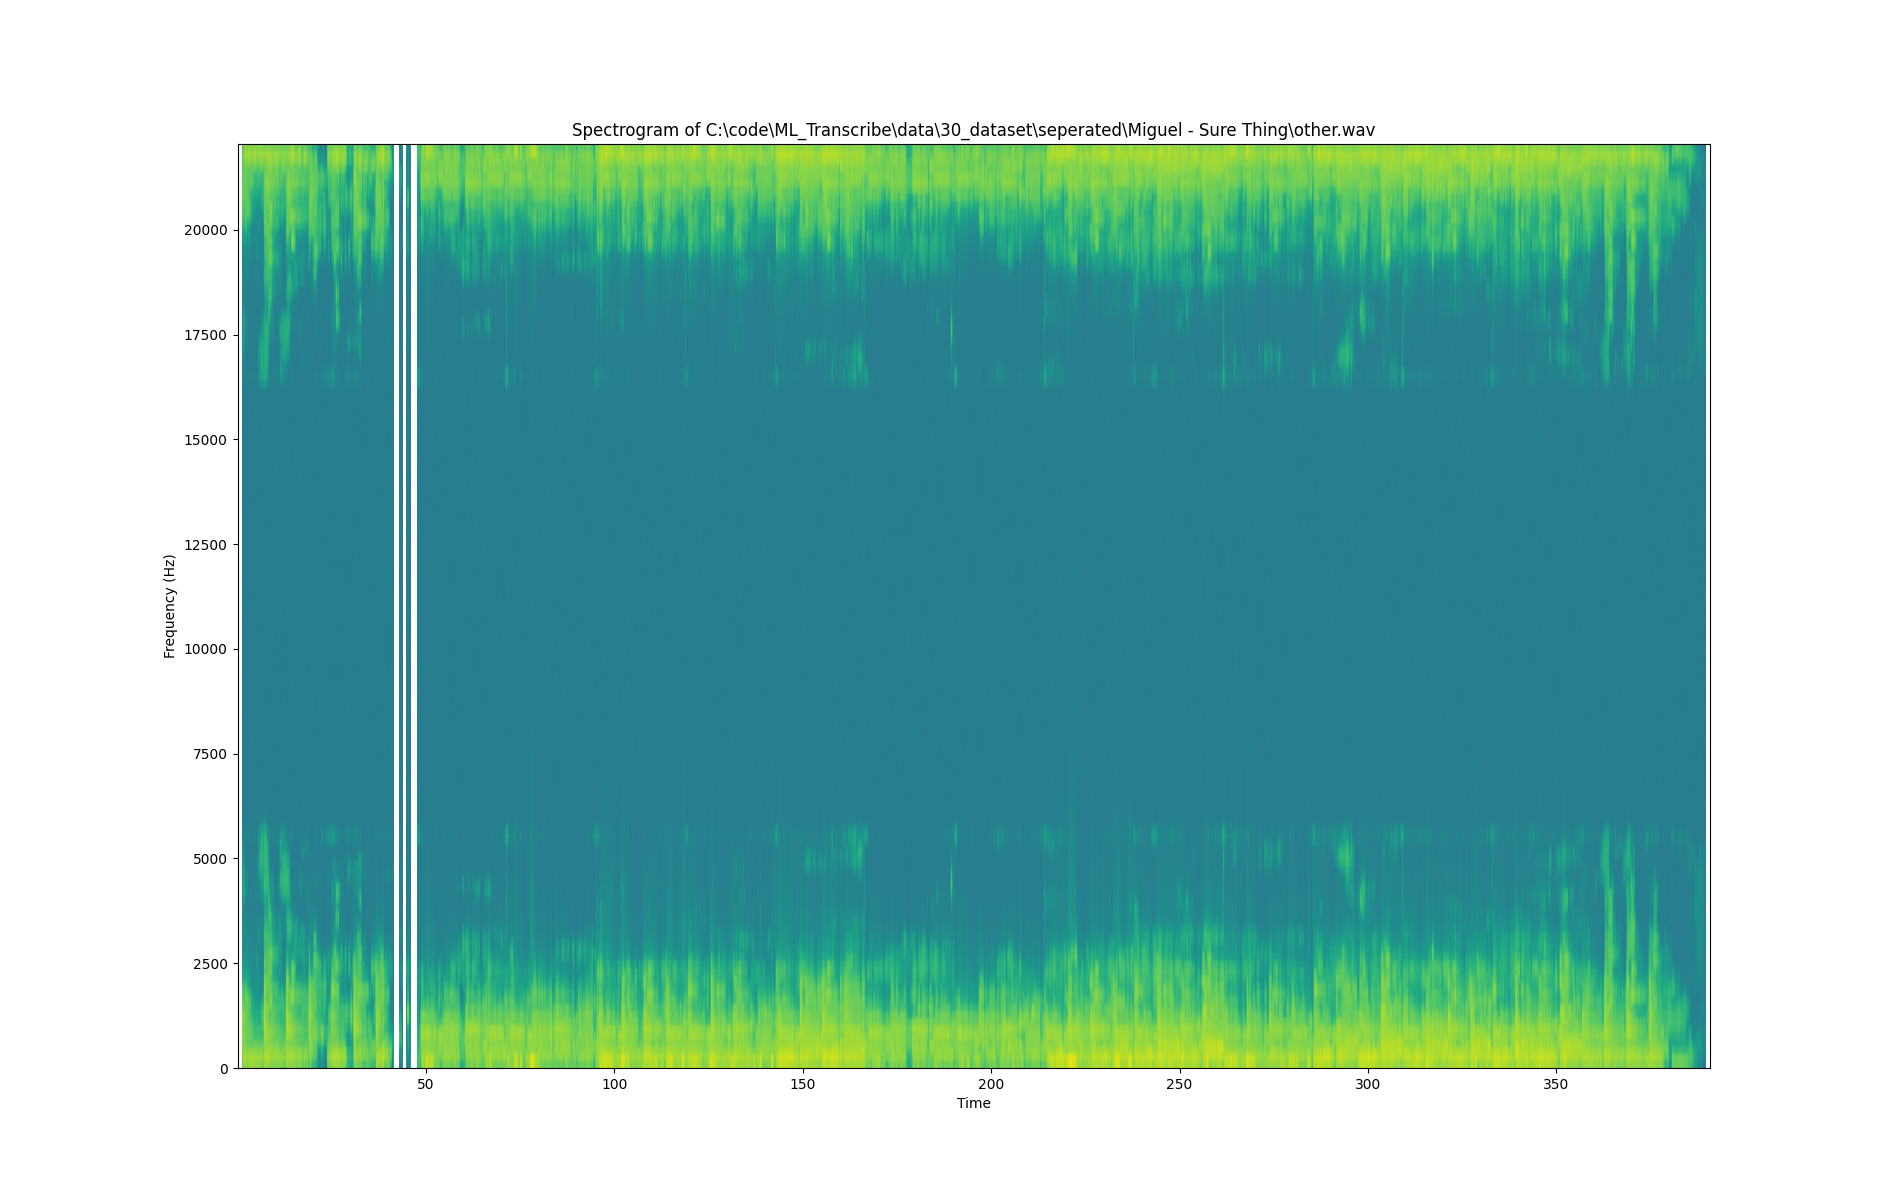 Spectrogram of C:\code\ML_Transcribe\data\30_dataset\seperated\Miguel - Sure Thing\other.wav
Frequency (Hz)
20000
17500
15000
12500
10000
7500
5000
2500
0
50 100 150 200 250 300 350
Time